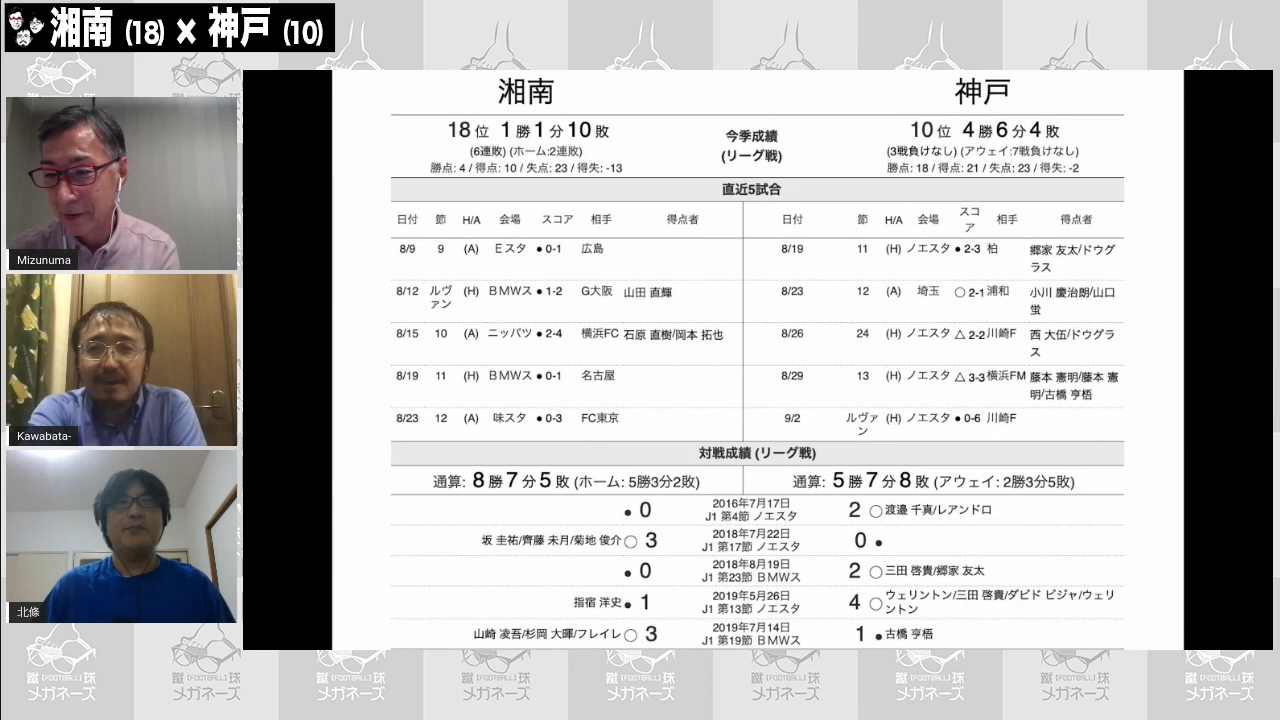 湘南 (18) × 神戸 (10)
Mizunuma
Kawabata-
北條
湘南 神戸
18位 1勝1分10敗 今季成績 10位 4勝6分4敗
(6連敗) (ホーム:2連敗) (リーグ戦) (3戦負けなし) (アウェイ:7戦負けなし)
勝点: 4 / 得点: 10 / 失点: 23 / 得失: -13 勝点: 18 / 得点: 21 / 失点: 23 / 得失: -2
直近5試合
日付 節 H/A 会場 スコア 相手 得点者 日付 節 H/A 会場 スコア 相手 得点者
8/9 9 (A) Eスタ ●0-1 広島 8/19 11 (H) ノエスタ ●2-3 柏 郷家 友太/ドウグラス
8/12 ルヴァン (H) BMWス ●1-2 G大阪 山田 直輝 8/23 12 (A) 埼玉 ○2-1 浦和 小川 慶治朗/山口 蛍
8/15 10 (A) ニッパツ ●2-4 横浜FC 石原 直樹/岡本 拓也 8/26 24 (H) ノエスタ △2-2 川崎F 西 大伍/ドウグラス
8/19 11 (H) BMWス ●0-1 名古屋 8/29 13 (H) ノエスタ △3-3 横浜FM 藤本 憲明/藤本 憲明/古橋 亨梧
8/23 12 (A) 味スタ ●0-3 FC東京 9/2 ルヴァン (H) ノエスタ ●0-6 川崎F
対戦成績 (リーグ戦)
通算: 8勝7分5敗 (ホーム: 5勝3分2敗) 通算: 5勝7分8敗 (アウェイ: 2勝3分5敗)
● 0 2016年7月17日 J1 第4節 ノエスタ 2 ○ 渡邉 千真/レアンドロ
坂 圭祐/齊藤 未月/菊地 俊介 ○ 3 2018年7月22日 J1 第17節 ノエスタ 0 ●
● 0 2018年8月19日 J1 第23節 BMWス 2 ○ 三田 啓貴/郷家 友太
指宿 洋史 ● 1 2019年5月26日 J1 第13節 ノエスタ 4 ○ ウェリントン/三田 啓貴/ダビド ビジャ/ウェリントン
山崎 凌吾/杉岡 大暉/フレイレ ○ 3 2019年7月14日 J1 第19節 BMWス 1 ● 古橋 亨梧
蹴[FOOTBALL]球
メガネーズ